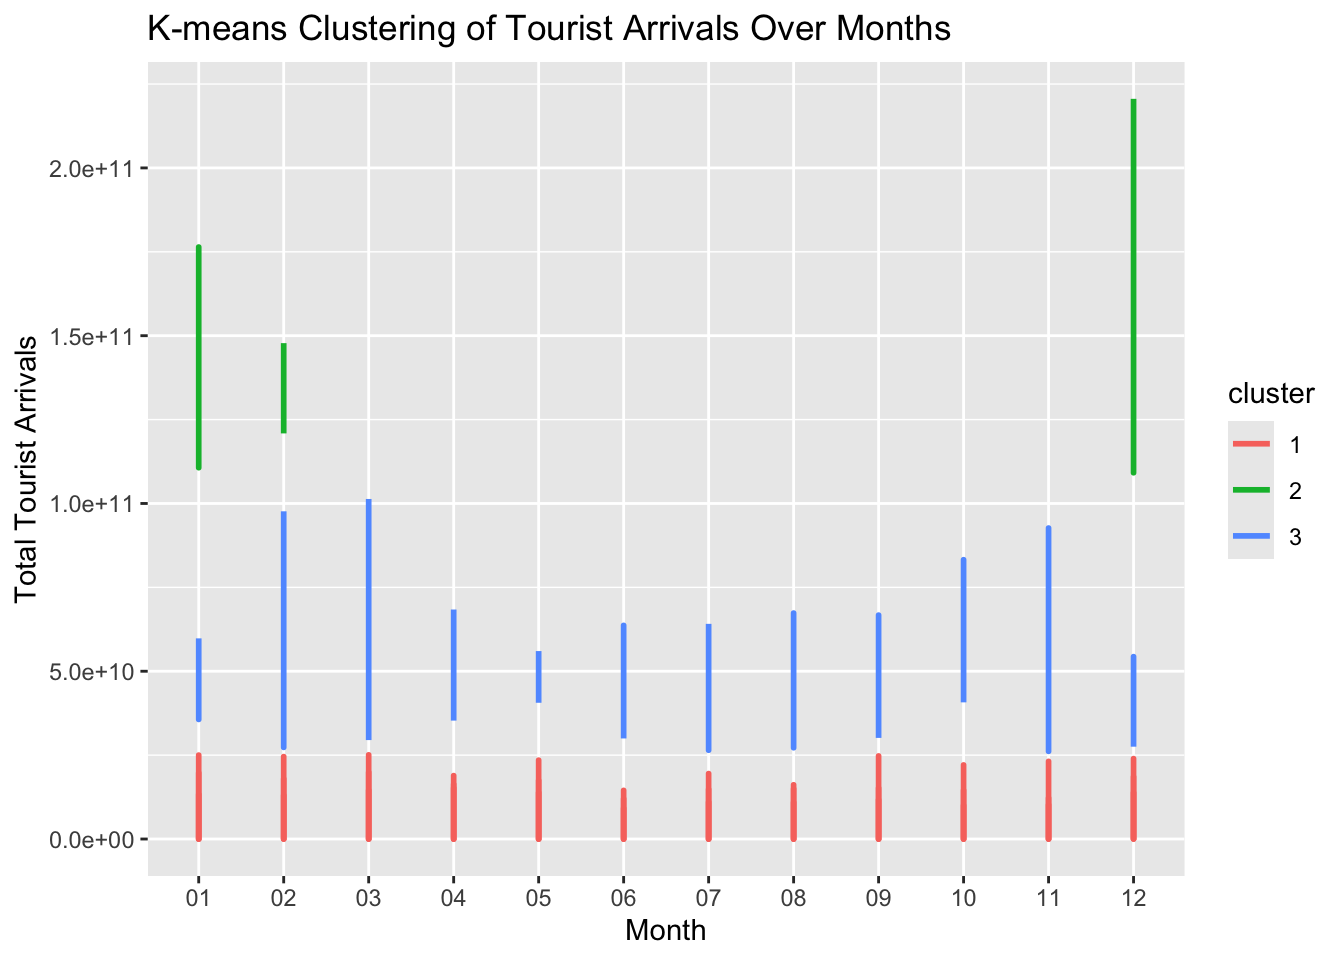 K-means Clustering of Tourist Arrivals Over Months
Total Tourist Arrivals
2.0e+11
1.5e+11
1.0e+11
5.0e+10
0.0e+00
01 02 03 04 05 06 07 08 09 10 11 12
Month
cluster
1
2
3